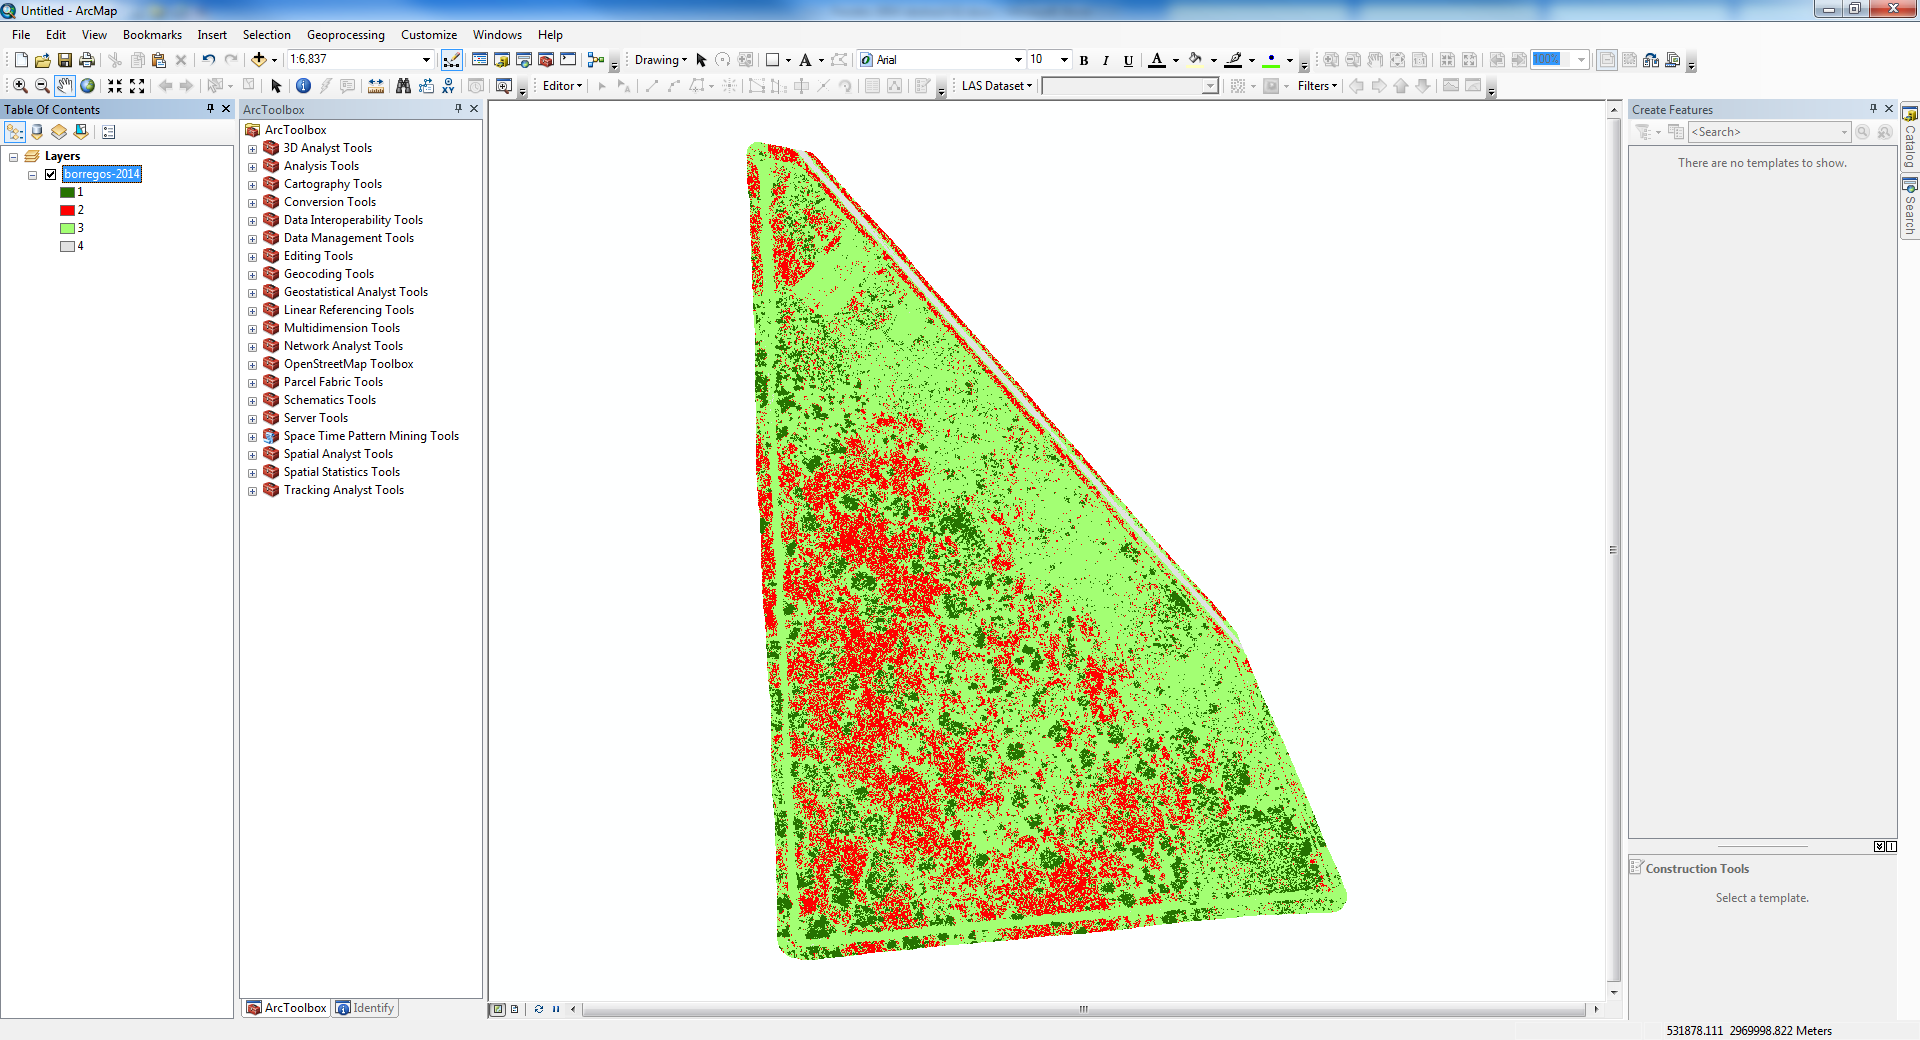 Untitled - ArcMap
File Edit View Bookmarks Insert Selection Geoprocessing Customize Windows Help
1:6,837 Drawing A Arial 10 B I U A 100%
Editor LAS Dataset Filters
Table Of Contents
Layers
borregos-2014
1
2
3
4
ArcToolbox
ArcToolbox
3D Analyst Tools
Analysis Tools
Cartography Tools
Conversion Tools
Data Interoperability Tools
Data Management Tools
Editing Tools
Geocoding Tools
Geostatistical Analyst Tools
Linear Referencing Tools
Multidimension Tools
Network Analyst Tools
OpenStreetMap Toolbox
Parcel Fabric Tools
Schematics Tools
Server Tools
Space Time Pattern Mining Tools
Spatial Analyst Tools
Spatial Statistics Tools
Tracking Analyst Tools
ArcToolbox Identify
Create Features
<Search>
There are no templates to show.
Construction Tools
Select a template.
Catalog
Search
531878.111 2969998.822 Meters